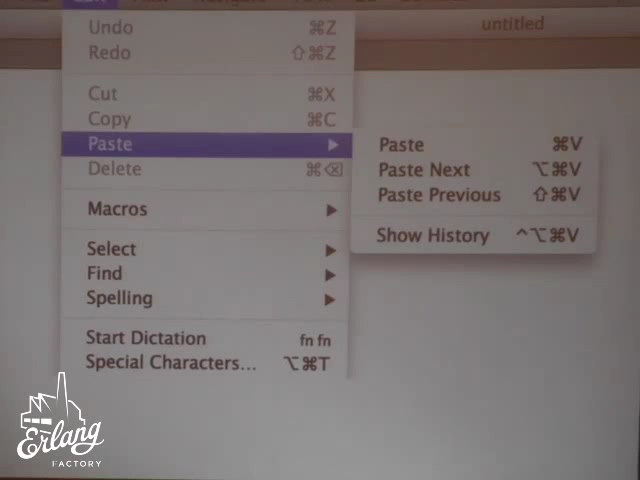 untitled
Undo ⌘Z
Redo ⇧⌘Z
Cut ⌘X
Copy ⌘C
Paste ▶
Delete ⌘⌫
Macros ▶
Select ▶
Find ▶
Spelling ▶
Start Dictation fn fn
Special Characters... ⌥⌘T
Paste ⌘V
Paste Next ⌥⌘V
Paste Previous ⇧⌘V
Show History ^⌥⌘V
Erlang
FACTORY